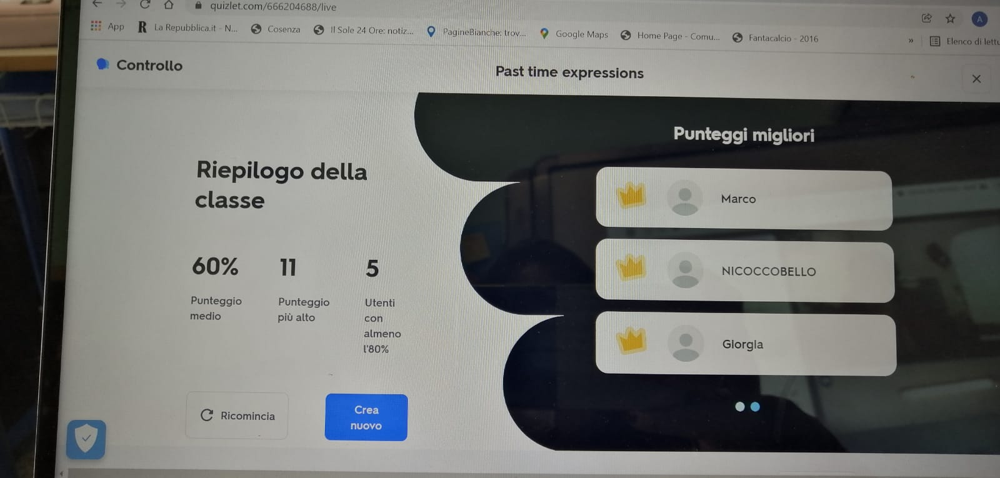 quizlet.com/666204688/live
App
R La Repubblica.it - N...
Cosenza
Il Sole 24 Ore: notiz...
PagineBianche: trov...
Google Maps
Home Page - Comu...
Fantacalcio - 2016
»
Elenco di lettu
A
Controllo
Past time expressions
Riepilogo della
classe
60%
Punteggio
medio
11
Punteggio
più alto
5
Utenti
con
almeno
l'80%
Ricomincia
Crea
nuovo
Punteggi migliori
Marco
NICOCCOBELLO
GIorgIa